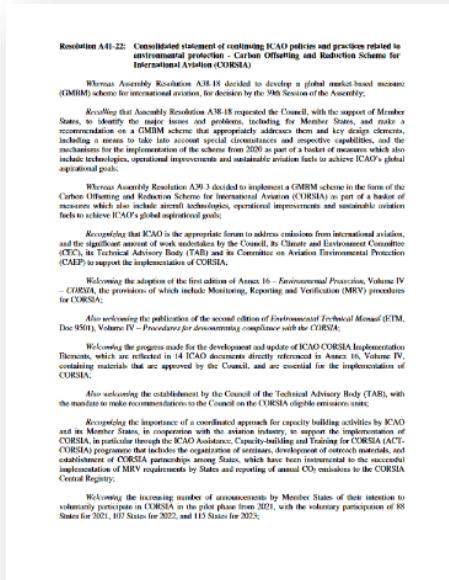 Resolution A41-22: Consolidated statement of continuing ICAO policies and practices related to
environmental protection - Carbon Offsetting and Reduction Scheme for
International Aviation (CORSIA)
Whereas Assembly Resolution A38-18 decided to develop a global market-based measure
(GMBM) scheme for international aviation, for decision by the 39th Session of the Assembly;
Recalling that Assembly Resolution A38-18 requested the Council, with the support of Member
States, to identify the major issues and problems, including for Member States, and make a
recommendation on a GMBM scheme that appropriately addresses them and key design elements,
including a means to take into account special circumstances and respective capabilities, and the
mechanisms for the implementation of the scheme from 2020 as part of a basket of measures which also
include technologies, operational improvements and sustainable aviation fuels to achieve ICAO's global
aspirational goals;
Whereas Assembly Resolution A39-3 decided to implement a GMBM scheme in the form of the
Carbon Offsetting and Reduction Scheme for International Aviation (CORSIA) as part of a basket of
measures which also include aircraft technologies, operational improvements and sustainable aviation
fuels to achieve ICAO's global aspirational goals;
Recognizing that ICAO is the appropriate forum to address emissions from international aviation,
and the significant amount of work undertaken by the Council, its Climate and Environment Committee
(CEC), its Technical Advisory Body (TAB) and its Committee on Aviation Environmental Protection
(CAEP) to support the implementation of CORSIA;
Welcoming the adoption of the first edition of Annex 16 – Environmental Protection, Volume IV
– CORSIA, the provisions of which include Monitoring, Reporting and Verification (MRV) procedures
for CORSIA;
Also welcoming the publication of the second edition of Environmental Technical Manual (ETM,
Doc 9501), Volume IV – Procedures for demonstrating compliance with the CORSIA;
Welcoming the progress made for the development and update of ICAO CORSIA Implementation
Elements, which are reflected in 14 ICAO documents directly referenced in Annex 16, Volume IV,
containing materials that are approved by the Council, and are essential for the implementation of
CORSIA;
Also welcoming the establishment by the Council of the Technical Advisory Body (TAB), with
the mandate to make recommendations to the Council on the CORSIA eligible emissions units;
Recognizing the importance of a coordinated approach for capacity building activities by ICAO
and its Member States, in cooperation with the aviation industry, to support the implementation of
CORSIA, in particular through the ICAO Assistance, Capacity-building and Training for CORSIA (ACT-
CORSIA) programme that includes the organization of seminars, development of outreach materials, and
establishment of CORSIA partnerships among States, which have been instrumental to the successful
implementation of MRV requirements by States and reporting of annual CO₂ emissions to the CORSIA
Central Registry;
Welcoming the increasing number of announcements by Member States of their intention to
voluntarily participate in CORSIA in the pilot phase from 2021, with the voluntary participation of 88
States for 2021, 107 States for 2022, and 115 States for 2023;